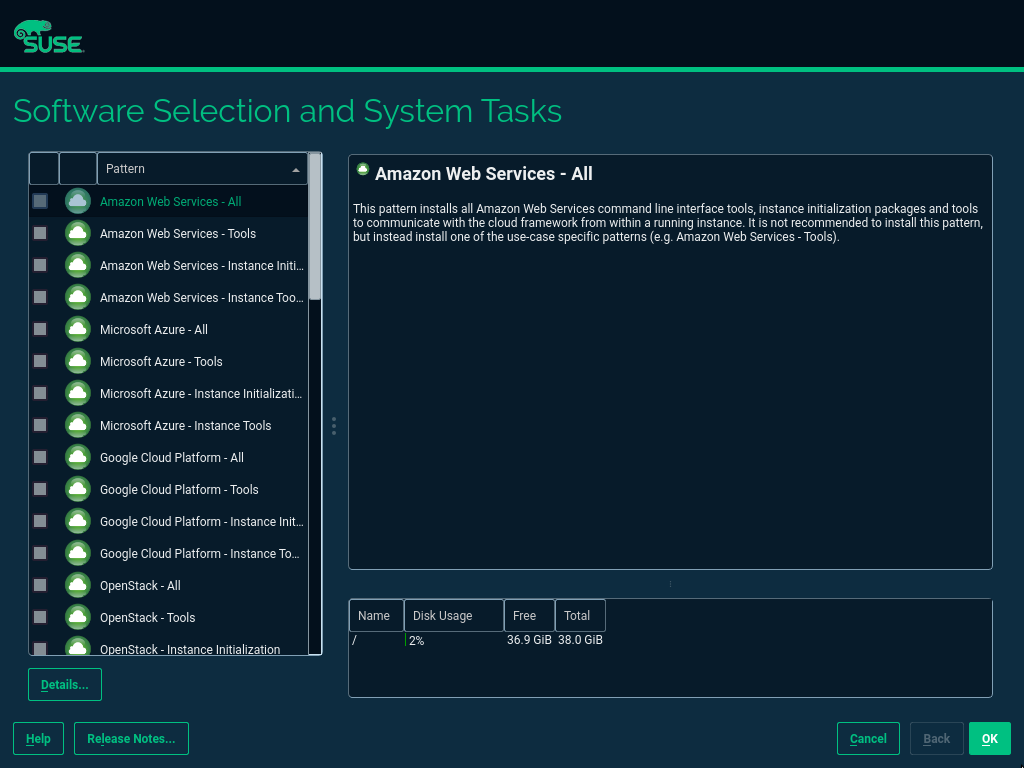 SUSE
Software Selection and System Tasks
Pattern
Amazon Web Services - All
Amazon Web Services - Tools
Amazon Web Services - Instance Initi...
Amazon Web Services - Instance Too...
Microsoft Azure - All
Microsoft Azure - Tools
Microsoft Azure - Instance Initializati...
Microsoft Azure - Instance Tools
Google Cloud Platform - All
Google Cloud Platform - Tools
Google Cloud Platform - Instance Init...
Google Cloud Platform - Instance To...
OpenStack - All
OpenStack - Tools
OpenStack - Instance Initialization
Details...
Amazon Web Services - All
This pattern installs all Amazon Web Services command line interface tools, instance initialization packages and tools
to communicate with the cloud framework from within a running instance. It is not recommended to install this pattern,
but instead install one of the use-case specific patterns (e.g. Amazon Web Services - Tools).
Name Disk Usage Free Total
/ 2% 36.9 GiB 38.0 GiB
Help Release Notes... Cancel Back OK